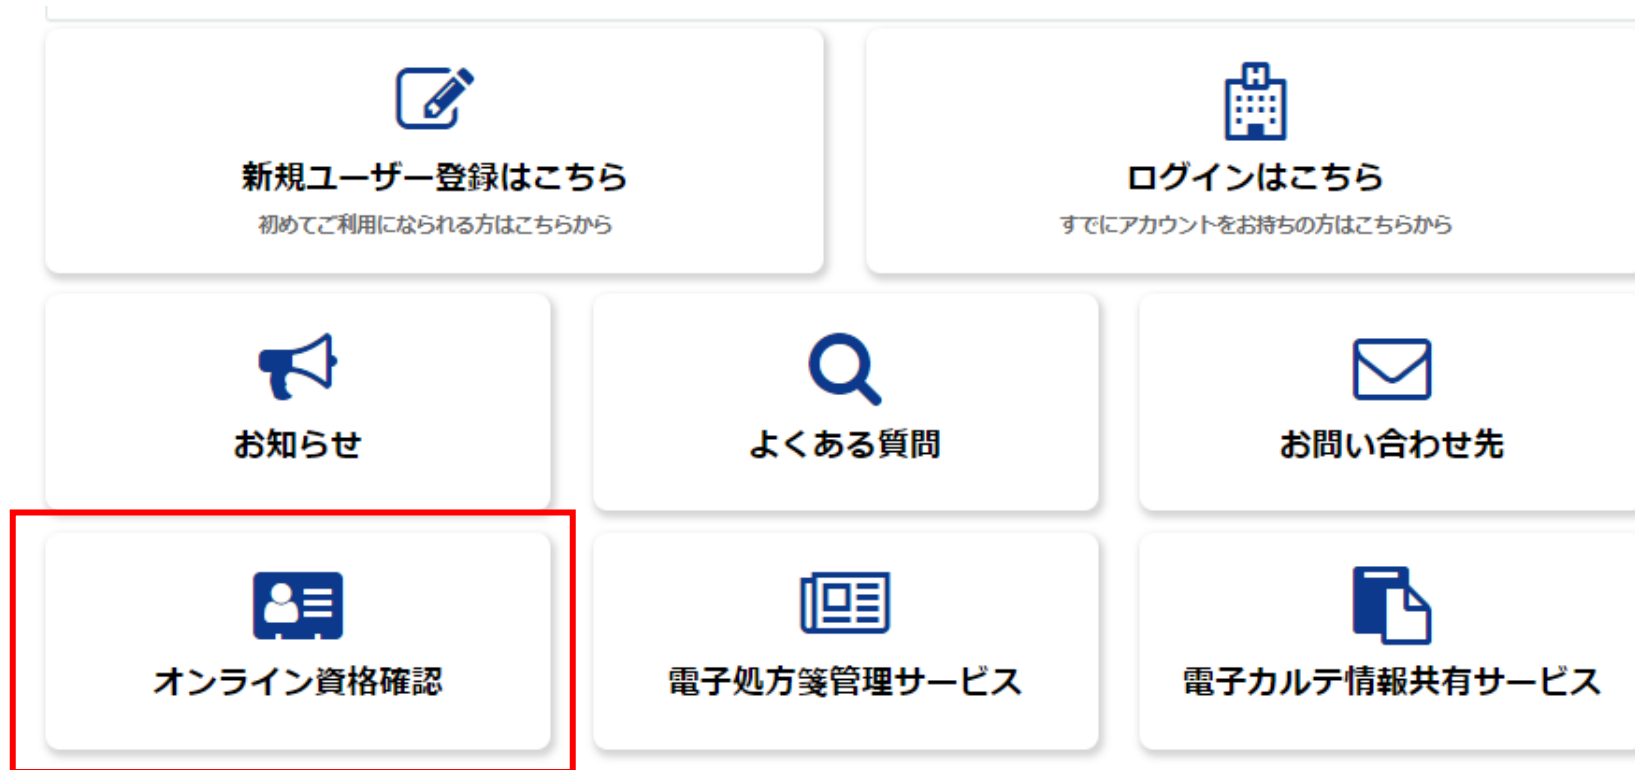 新規ユーザー登録はこちら
初めてご利用になられる方はこちらから
ログインはこちら
すでにアカウントをお持ちの方はこちらから
お知らせ
よくある質問
お問い合わせ先
オンライン資格確認
電子処方箋管理サービス
電子カルテ情報共有サービス